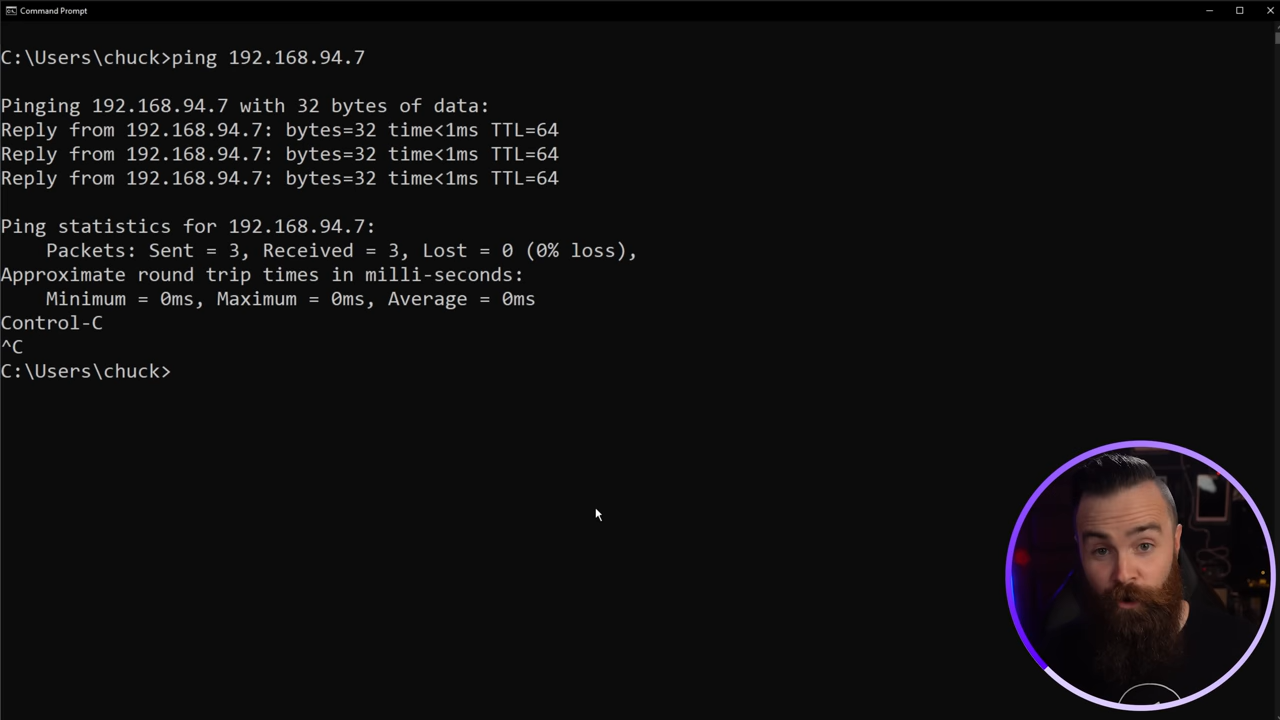 Command Prompt
C:\Users\chuck>ping 192.168.94.7
Pinging 192.168.94.7 with 32 bytes of data:
Reply from 192.168.94.7: bytes=32 time<1ms TTL=64
Reply from 192.168.94.7: bytes=32 time<1ms TTL=64
Reply from 192.168.94.7: bytes=32 time<1ms TTL=64
Ping statistics for 192.168.94.7:
    Packets: Sent = 3, Received = 3, Lost = 0 (0% loss),
Approximate round trip times in milli-seconds:
    Minimum = 0ms, Maximum = 0ms, Average = 0ms
Control-C
^C
C:\Users\chuck>